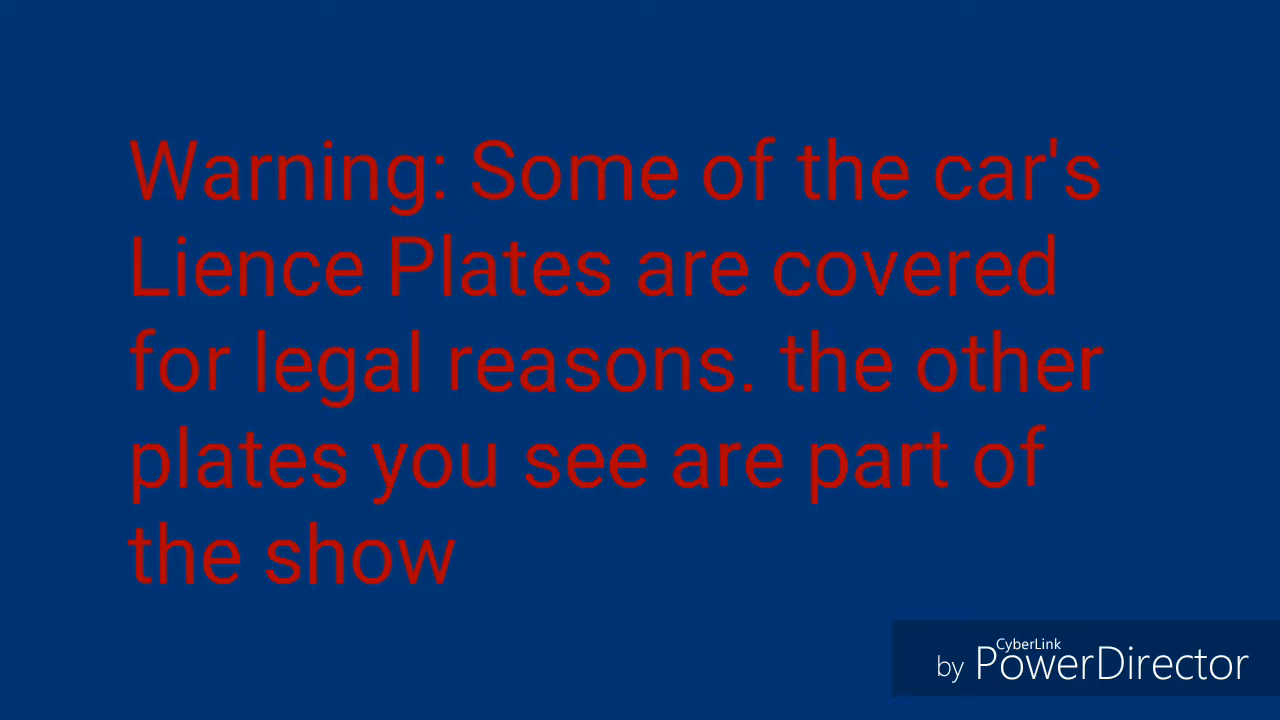 Warning: Some of the car's
Lience Plates are covered
for legal reasons. the other
plates you see are part of
the show
by CyberLink PowerDirector